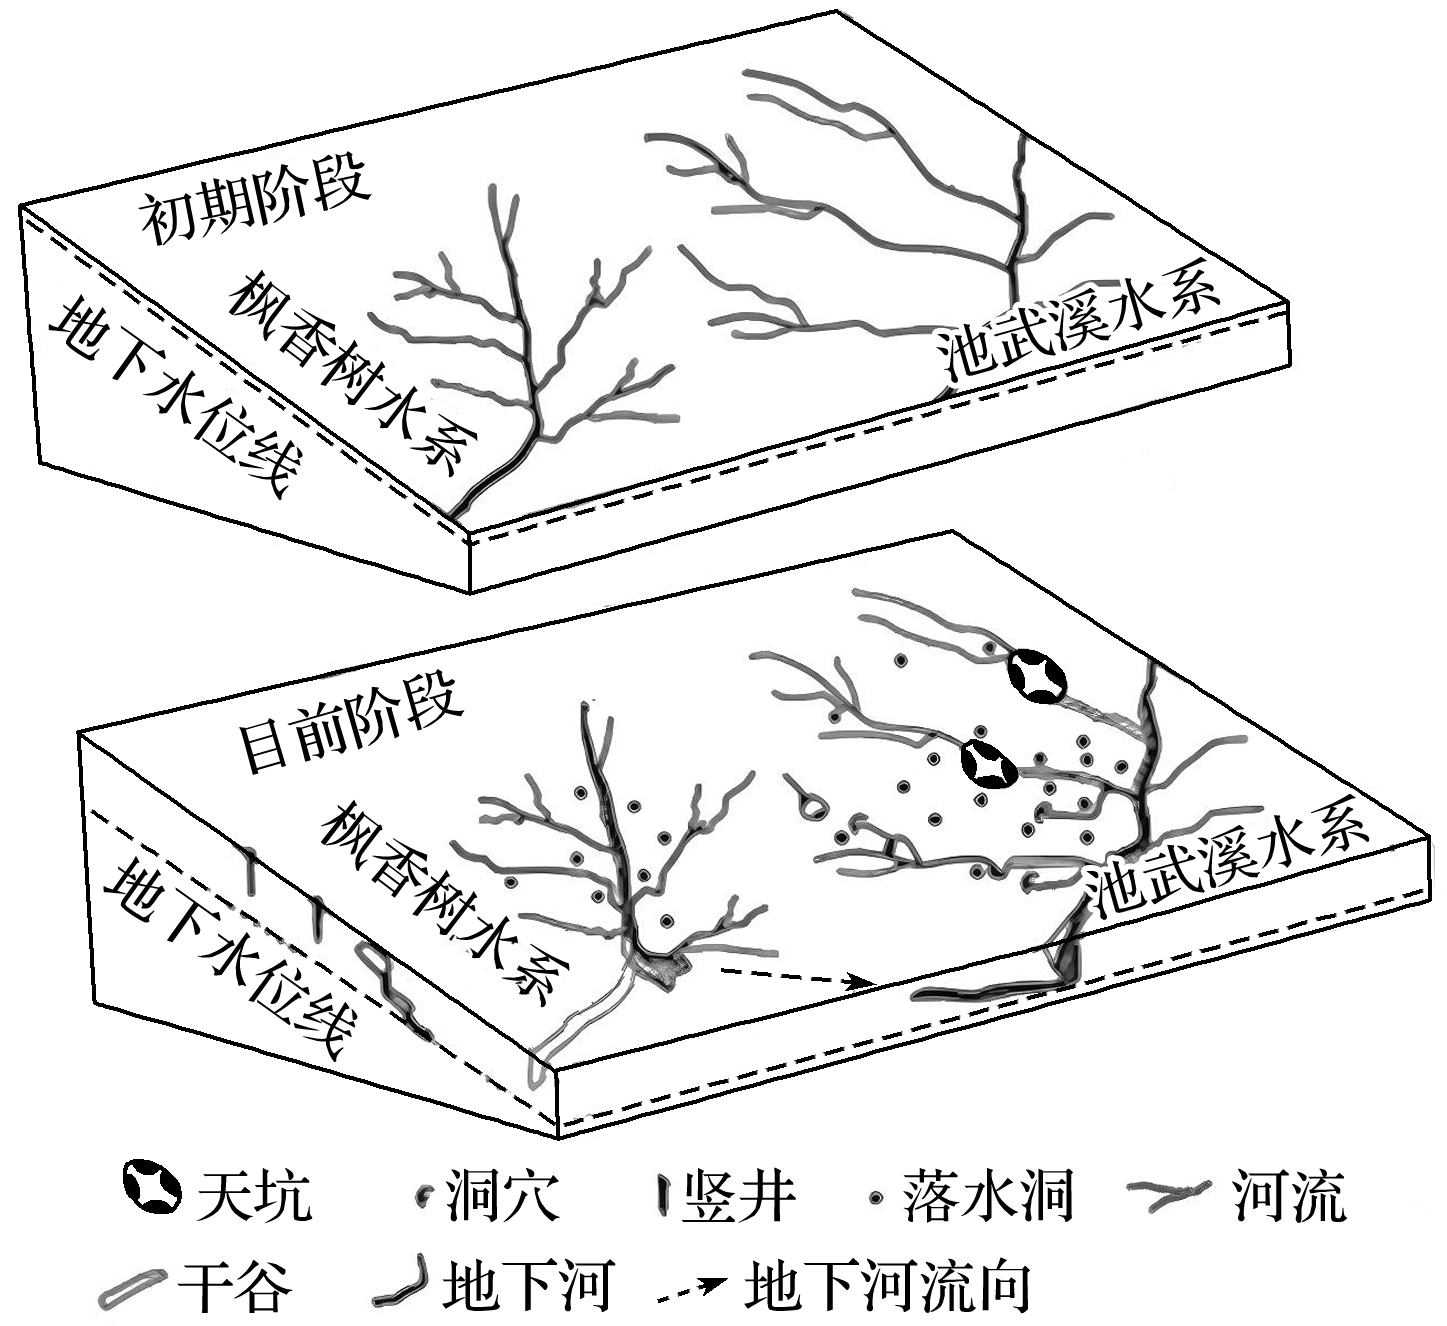 初期阶段
枫香树水系
地下水位线
池武溪水系
目前阶段
枫香树水系
地下水位线
池武溪水系
天坑 洞穴 竖井 落水洞 河流
干谷 地下河 地下河流向